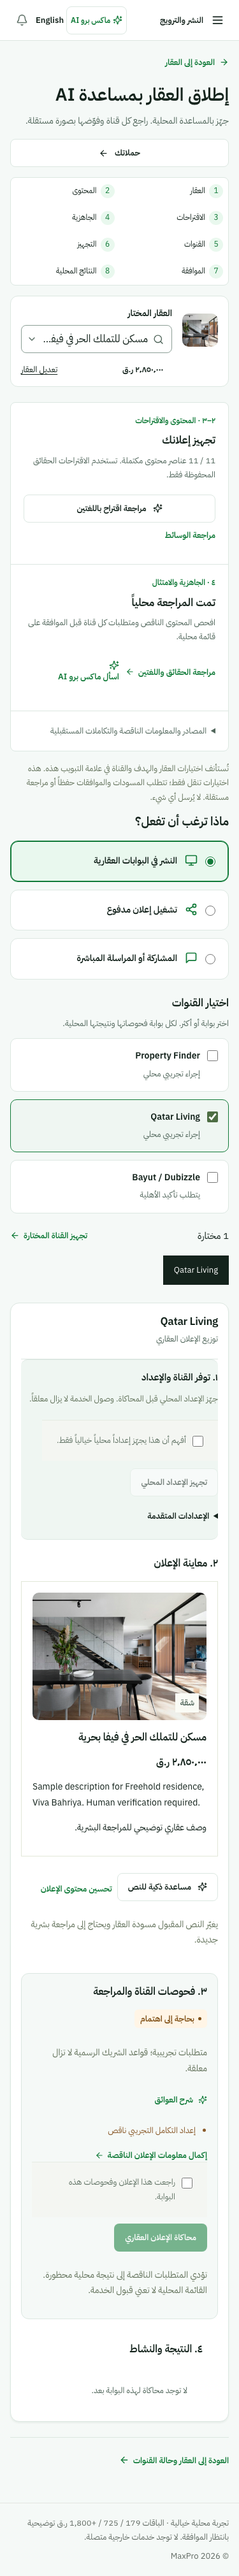 النشر والترويج
ماكس برو AI
English
العودة إلى العقار
إطلاق العقار بمساعدة AI
جهّز بالمساعدة المحلية. راجع كل قناة وفوّضها بصورة مستقلة.
حملاتك
1 العقار
2 المحتوى
3 الاقتراحات
4 الجاهزية
5 القنوات
6 التجهيز
7 الموافقة
8 النتائج المحلية
العقار المختار
مسكن للتملك الحر في فيف...
٢,٨٥٠,٠٠٠ ر.ق
تعديل العقار
٢–٣ · المحتوى والاقتراحات
تجهيز إعلانك
11 / 11 عناصر محتوى مكتملة. تستخدم الاقتراحات الحقائق
المحفوظة فقط.
مراجعة اقتراح باللغتين
مراجعة الوسائط
٤ · الجاهزية والامتثال
تمت المراجعة محلياً
افحص المحتوى الناقص ومتطلبات كل قناة قبل الموافقة على
قائمة محلية.
مراجعة الحقائق واللغتين
اسأل ماكس برو AI
المصادر والمعلومات الناقصة والتكاملات المستقبلية
تُستأنف اختيارات العقار والهدف والقناة في علامة التبويب هذه. هذه
اختيارات تنقل فقط؛ تتطلب المسودات والموافقات حفظاً أو مراجعة
مستقلة. لا يُرسل أي شيء.
ماذا ترغب أن تفعل؟
النشر في البوابات العقارية
تشغيل إعلان مدفوع
المشاركة أو المراسلة المباشرة
اختيار القنوات
اختر بوابة أو أكثر. لكل بوابة فحوصاتها ونتيجتها المحلية.
Property Finder
إجراء تجريبي محلي
Qatar Living
إجراء تجريبي محلي
Bayut / Dubizzle
يتطلب تأكيد الأهلية
1 مختارة
تجهيز القناة المختارة
Qatar Living
Qatar Living
توزيع الإعلان العقاري
١. توفر القناة والإعداد
جهّز الإعداد المحلي قبل المحاكاة. وصول الخدمة لا يزال معلقاً.
أفهم أن هذا يجهّز إعداداً محلياً خيالياً فقط.
تجهيز الإعداد المحلي
الإعدادات المتقدمة
٢. معاينة الإعلان
شقة
مسكن للتملك الحر في فيفا بحرية
٢,٨٥٠,٠٠٠ ر.ق
Sample description for Freehold residence,
Viva Bahriya. Human verification required.
وصف عقاري توضيحي للمراجعة البشرية.
مساعدة ذكية للنص
تحسين محتوى الإعلان
يغيّر النص المقبول مسودة العقار ويحتاج إلى مراجعة بشرية
جديدة.
٣. فحوصات القناة والمراجعة
• بحاجة إلى اهتمام
متطلبات تجريبية؛ قواعد الشريك الرسمية لا تزال
معلقة.
شرح العوائق
• إعداد التكامل التجريبي ناقص
إكمال معلومات الإعلان الناقصة
راجعت هذا الإعلان وفحوصات هذه
البوابة.
محاكاة الإعلان العقاري
تؤدي المتطلبات الناقصة إلى نتيجة محلية محظورة.
القائمة المحلية لا تعني قبول الخدمة.
٤. النتيجة والنشاط
لا توجد محاكاة لهذه البوابة بعد.
العودة إلى العقار وحالة القنوات
تجربة محلية خيالية · الباقات 179 / 725 / +1,800 ر.ق توضيحية
بانتظار الموافقة. لا توجد خدمات خارجية متصلة.
© 2026 MaxPro